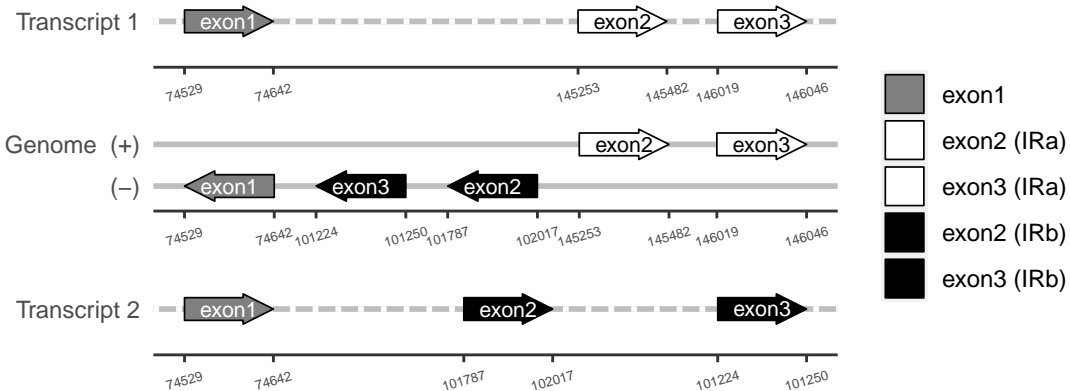 Transcript 1 exon1 exon2 exon3
74529 74642 145253 145482 146019 146046
Genome (+) exon2 exon3
(−) exon1 exon3 exon2
74529 74642 101224 101250 101787 102017 145253 145482 146019 146046
Transcript 2 exon1 exon2 exon3
74529 74642 101787 102017 101224 101250
exon1
exon2 (IRa)
exon3 (IRa)
exon2 (IRb)
exon3 (IRb)